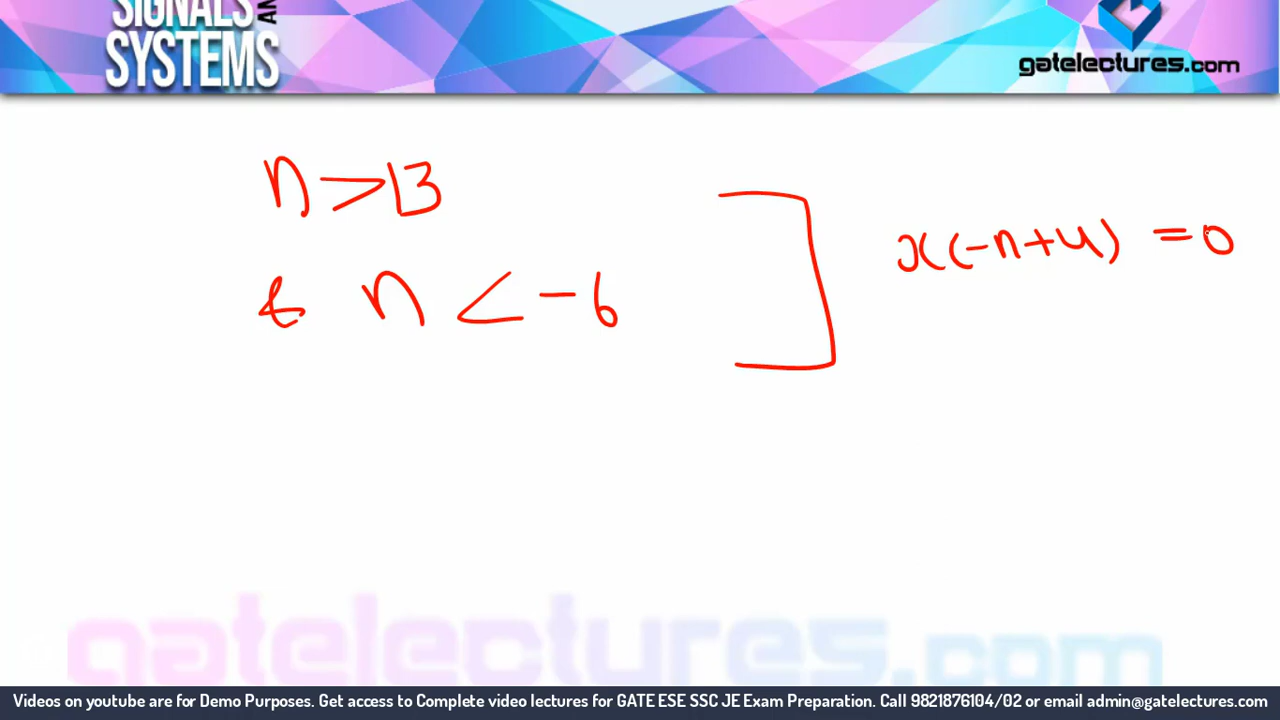 SIGNALS AND
SYSTEMS
gatelectures.com
n > 13
& n < -6
x(-n+4) = 0
gatelectures.com
Videos on youtube are for Demo Purposes. Get access to Complete video lectures for GATE ESE SSC JE Exam Preparation. Call 9821876104/02 or email admin@gatelectures.com